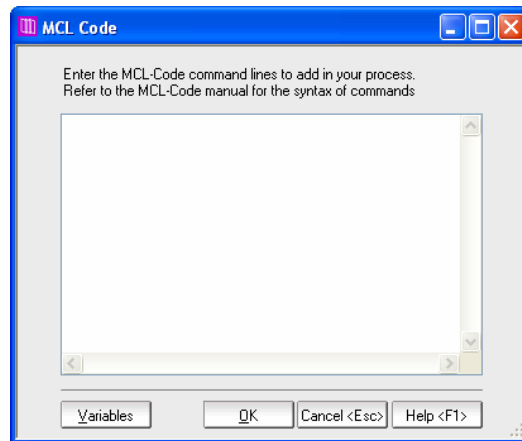 MCL Code
Enter the MCL-Code command lines to add in your process.
Refer to the MCL-Code manual for the syntax of commands
Variables OK Cancel <Esc> Help <F1>